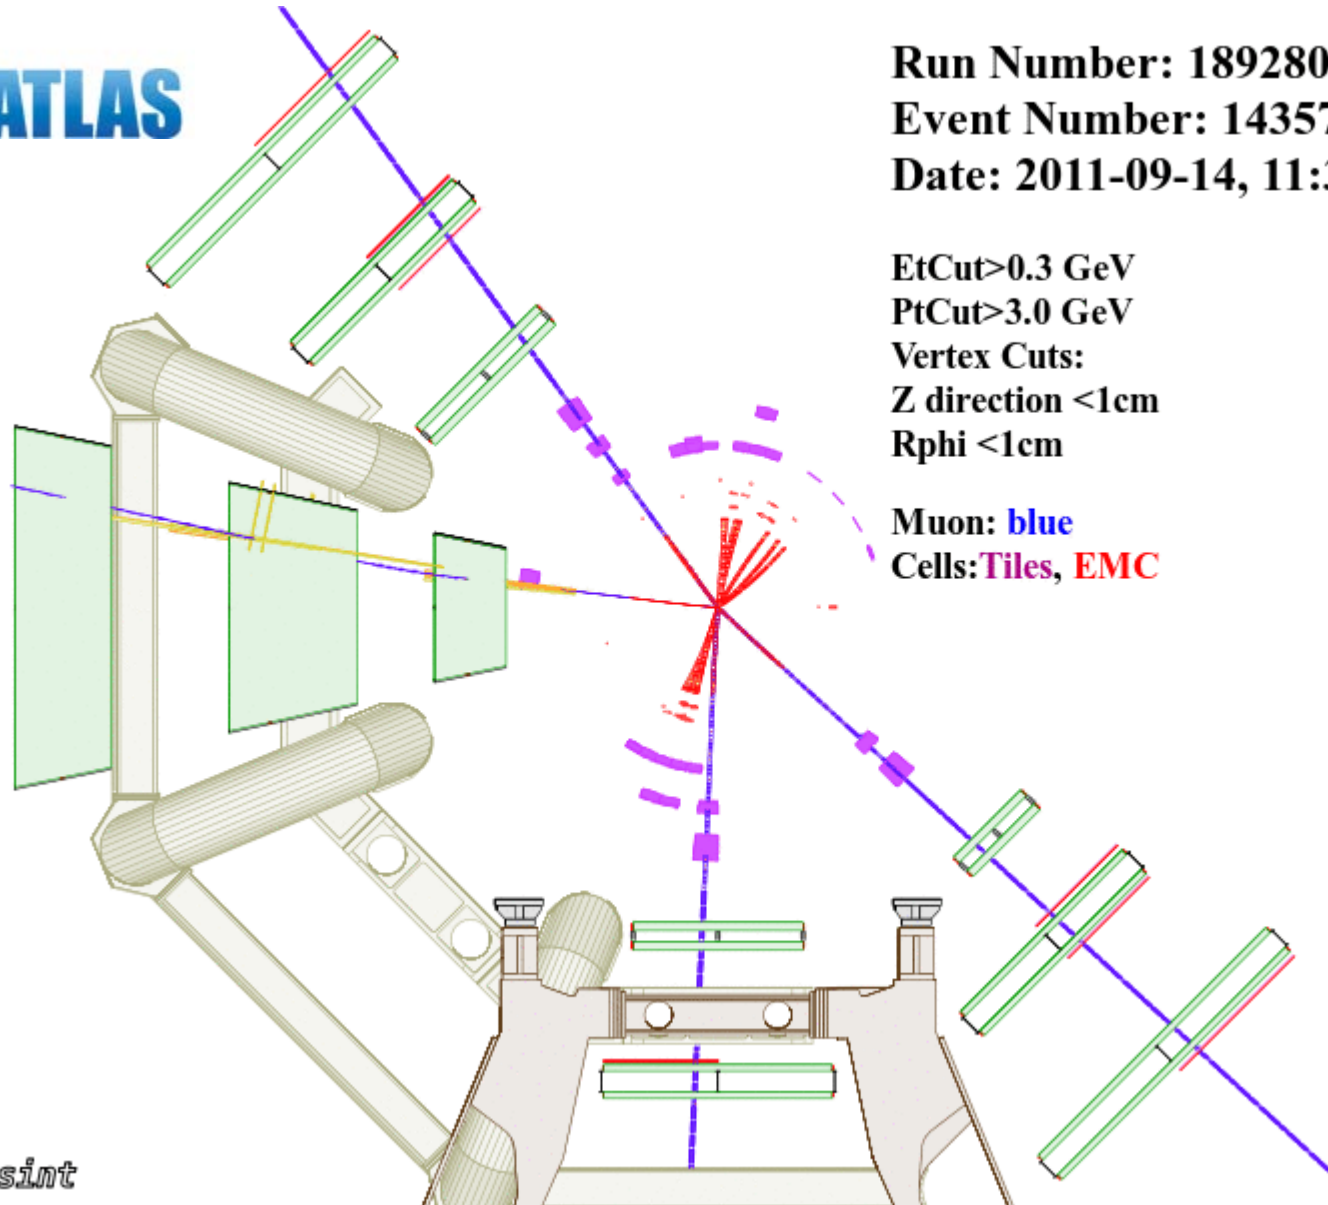 ATLAS
Run Number: 189280
Event Number: 14357
Date: 2011-09-14, 11:
EtCut>0.3 GeV
PtCut>3.0 GeV
Vertex Cuts:
Z direction <1cm
Rphi <1cm
Muon: blue
Cells:Tiles, EMC
sint